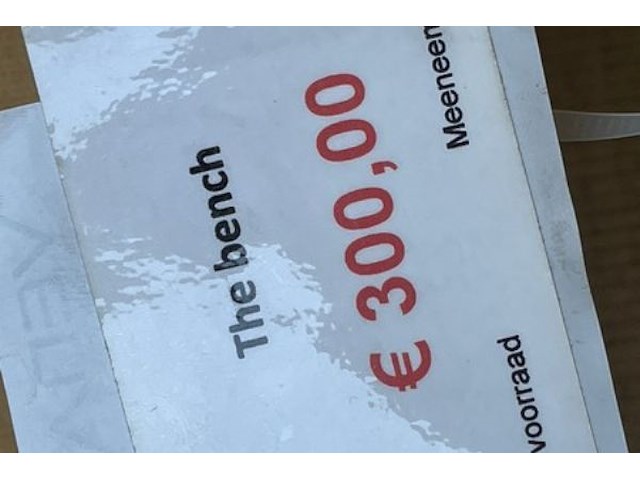 The bench
€ 300,00
voorraad Meeneem